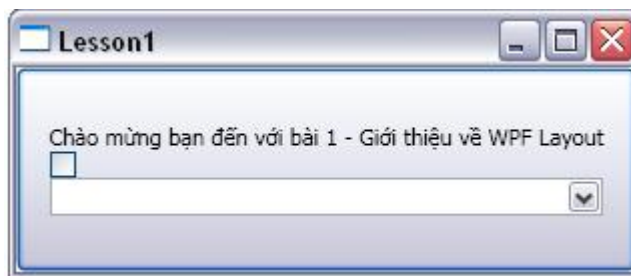 Lesson1
Chào mừng bạn đến với bài 1 - Giới thiệu về WPF Layout